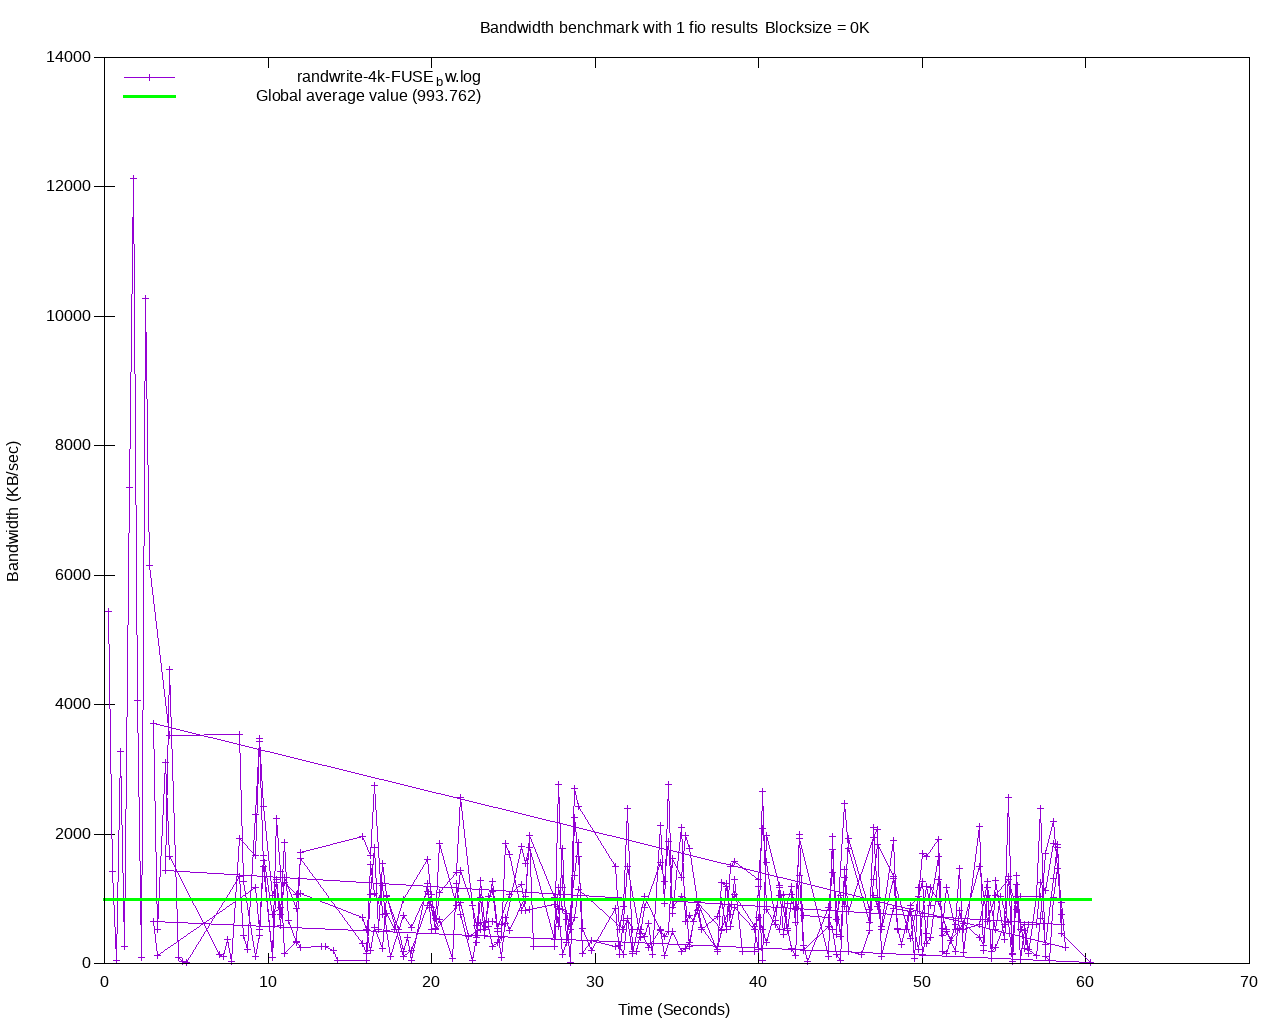 Bandwidth benchmark with 1 fio results Blocksize = 0K
14000
randwrite-4k-FUSE_bw.log
Global average value (993.762)
12000
10000
8000
Bandwidth (KB/sec)
6000
4000
2000
0
0 10 20 30 40 50 60 70
Time (Seconds)